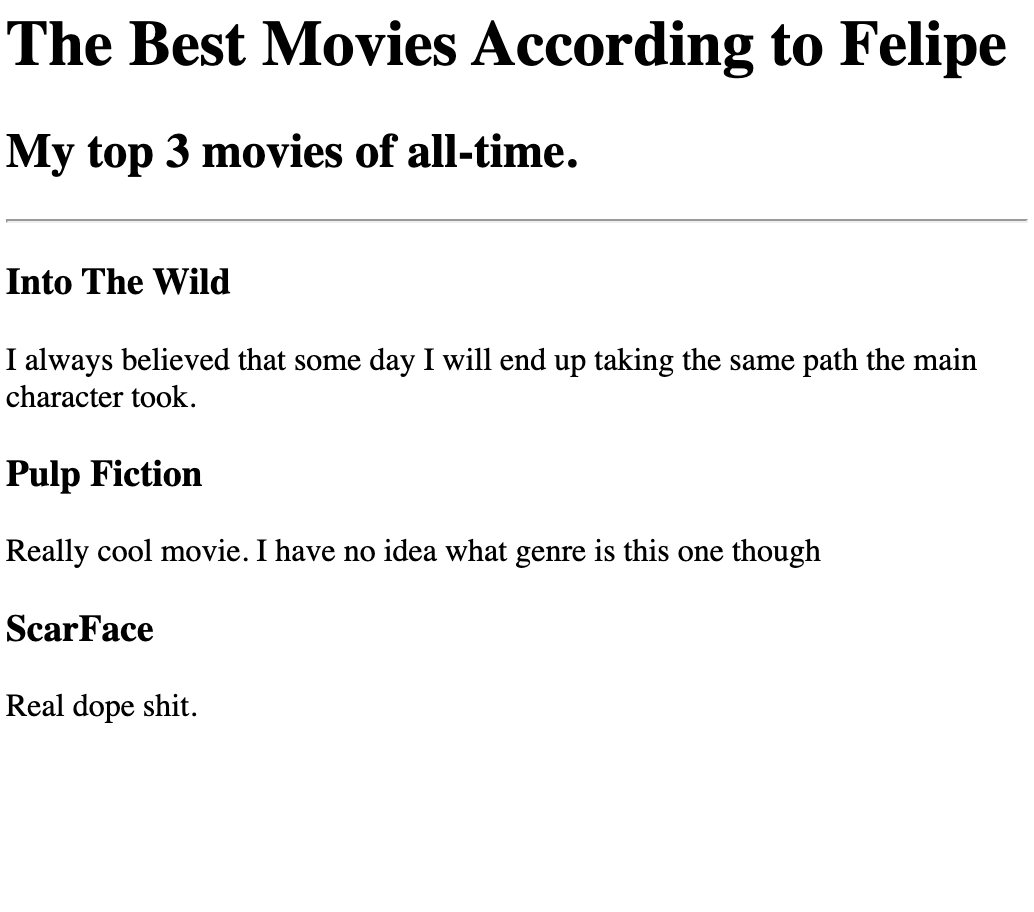 The Best Movies According to Felipe
My top 3 movies of all-time.
Into The Wild
I always believed that some day I will end up taking the same path the main
character took.
Pulp Fiction
Really cool movie. I have no idea what genre is this one though
ScarFace
Real dope shit.